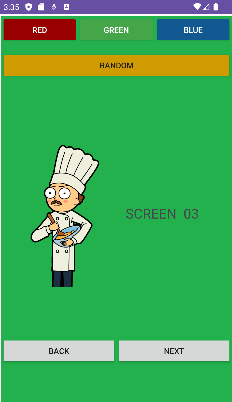 3:35
RED GREEN BLUE
RANDOM
SCREEN 03
BACK NEXT